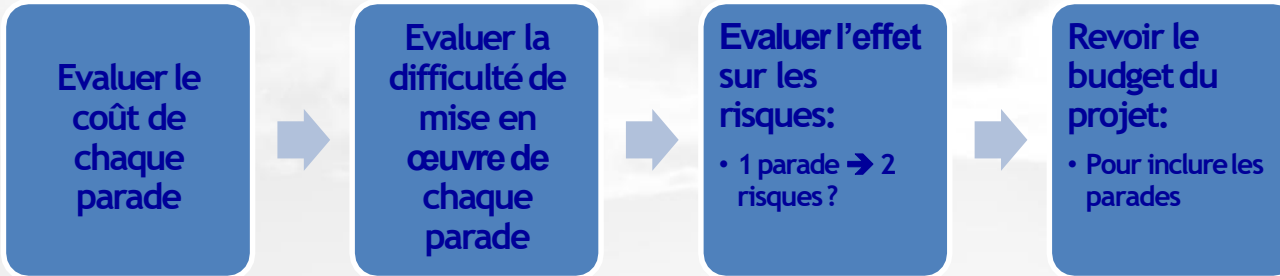 Evaluer le
coût de
chaque
parade
Evaluer la
difficulté de
mise en
œuvre de
chaque
parade
Evaluer l’effet
sur les
risques:
• 1 parade ➔ 2
risques ?
Revoir le
budget du
projet:
• Pour inclure les
parades